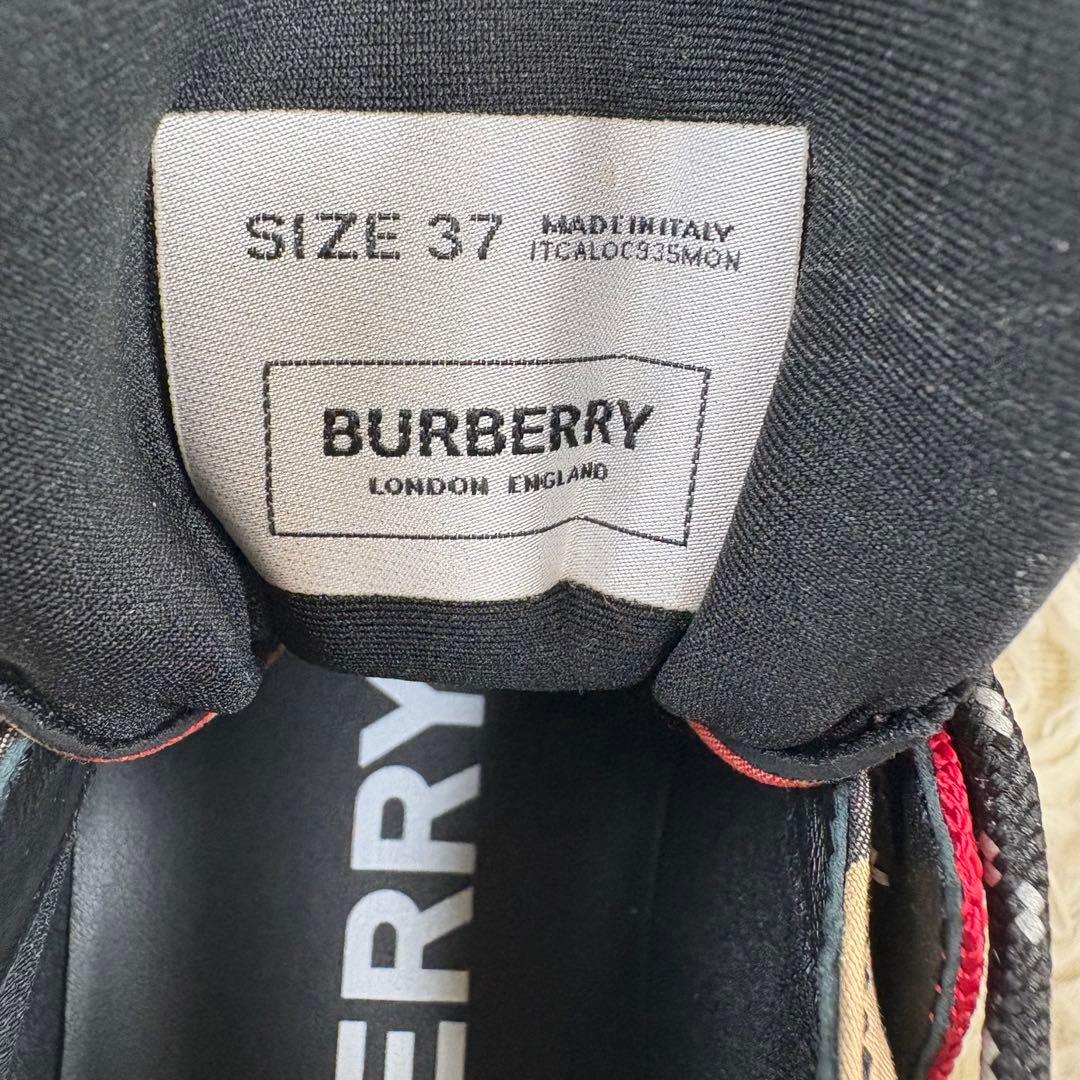 SIZE 37
MADE IN ITALY
ITCALOC935MON
BURBERRY
LONDON ENGLAND
ERRY